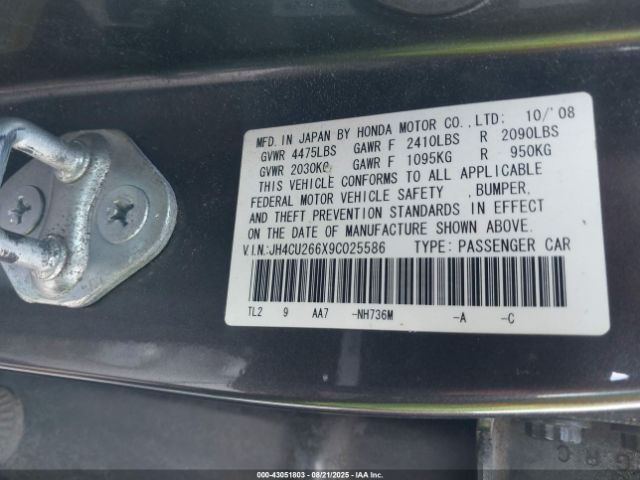 MFD. IN JAPAN BY HONDA MOTOR CO.,LTD: 10/'08
GVWR 4475LBS GAWR F 2410LBS R 2090LBS
GVWR 2030KG GAWR F 1095KG R 950KG
THIS VEHICLE CONFORMS TO ALL APPLICABLE
FEDERAL MOTOR VEHICLE SAFETY ,BUMPER,
AND THEFT PREVENTION STANDARDS IN EFFECT
ON THE DATE OF MANUFACTURE SHOWN ABOVE.
V.I.N:JH4CU266X9C025586 TYPE: PASSENGER CAR
TL2 9 AA7 -NH736M -A -C
000-43051803 - 08/21/2025 - IAAI.COM